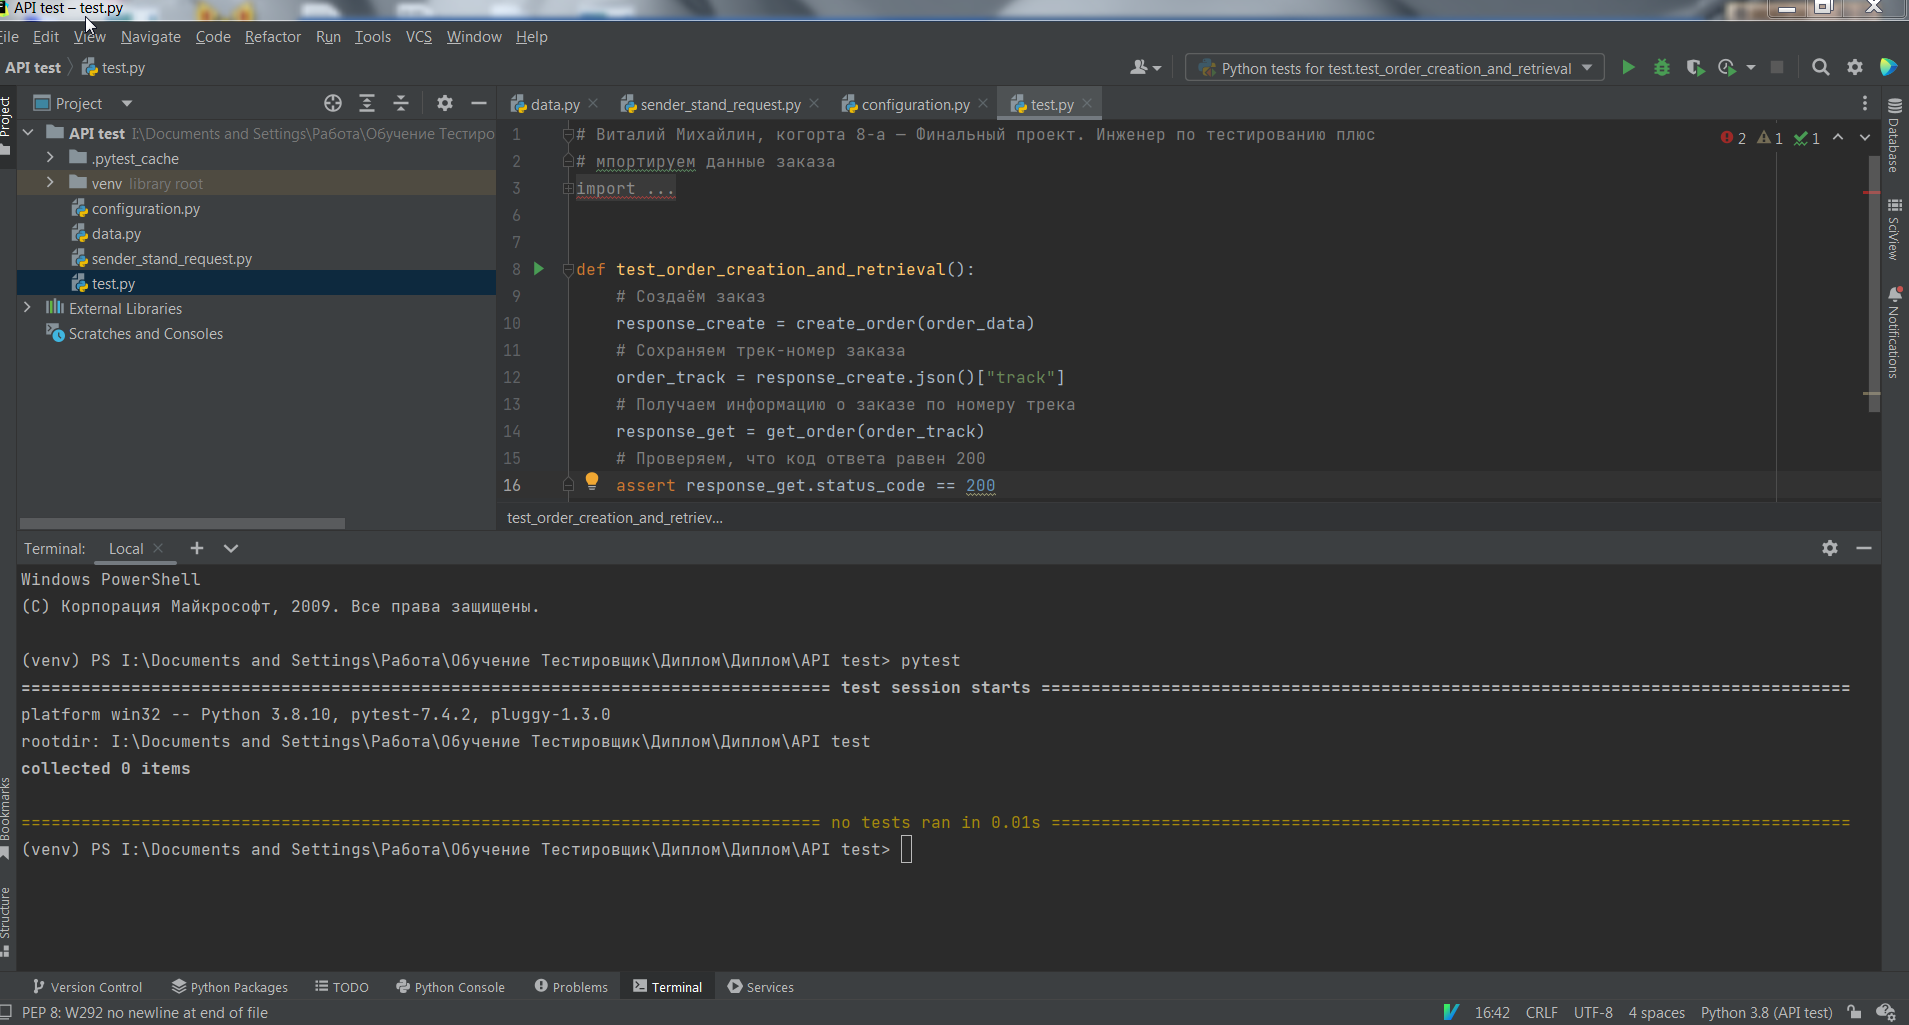 API test – test.py
File Edit View Navigate Code Refactor Run Tools VCS Window Help
API test test.py
Python tests for test.test_order_creation_and_retrieval
Project
Project
data.py
sender_stand_request.py
configuration.py
test.py
API test I:\Documents and Settings\Работа\Обучение Тестиро
.pytest_cache
venv library root
configuration.py
data.py
sender_stand_request.py
test.py
External Libraries
Scratches and Consoles
2 1 1
1 # Виталий Михайлин, когорта 8-а — Финальный проект. Инженер по тестированию плюс
2 # мпортируем данные заказа
3 import ...
6
7
8 def test_order_creation_and_retrieval():
9 # Создаём заказ
10 response_create = create_order(order_data)
11 # Сохраняем трек-номер заказа
12 order_track = response_create.json()["track"]
13 # Получаем информацию о заказе по номеру трека
14 response_get = get_order(order_track)
15 # Проверяем, что код ответа равен 200
16 assert response_get.status_code == 200
test_order_creation_and_retriev...
Database
SciView
Notifications
Terminal: Local
Windows PowerShell
(C) Корпорация Майкрософт, 2009. Все права защищены.
(venv) PS I:\Documents and Settings\Работа\Обучение Тестировщик\Диплом\Диплом\API test> pytest
================================================================================= test session starts =================================================================================
platform win32 -- Python 3.8.10, pytest-7.4.2, pluggy-1.3.0
rootdir: I:\Documents and Settings\Работа\Обучение Тестировщик\Диплом\Диплом\API test
collected 0 items
================================================================================ no tests ran in 0.01s ================================================================================
(venv) PS I:\Documents and Settings\Работа\Обучение Тестировщик\Диплом\Диплом\API test>
Bookmarks
Structure
Version Control Python Packages TODO Python Console Problems Terminal Services
PEP 8: W292 no newline at end of file
16:42 CRLF UTF-8 4 spaces Python 3.8 (API test)